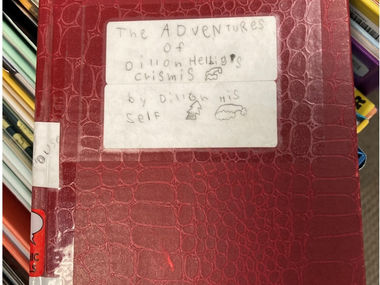 The ADVENTURES
of
Dillon Helbig's
crismis
by Dillon His
self